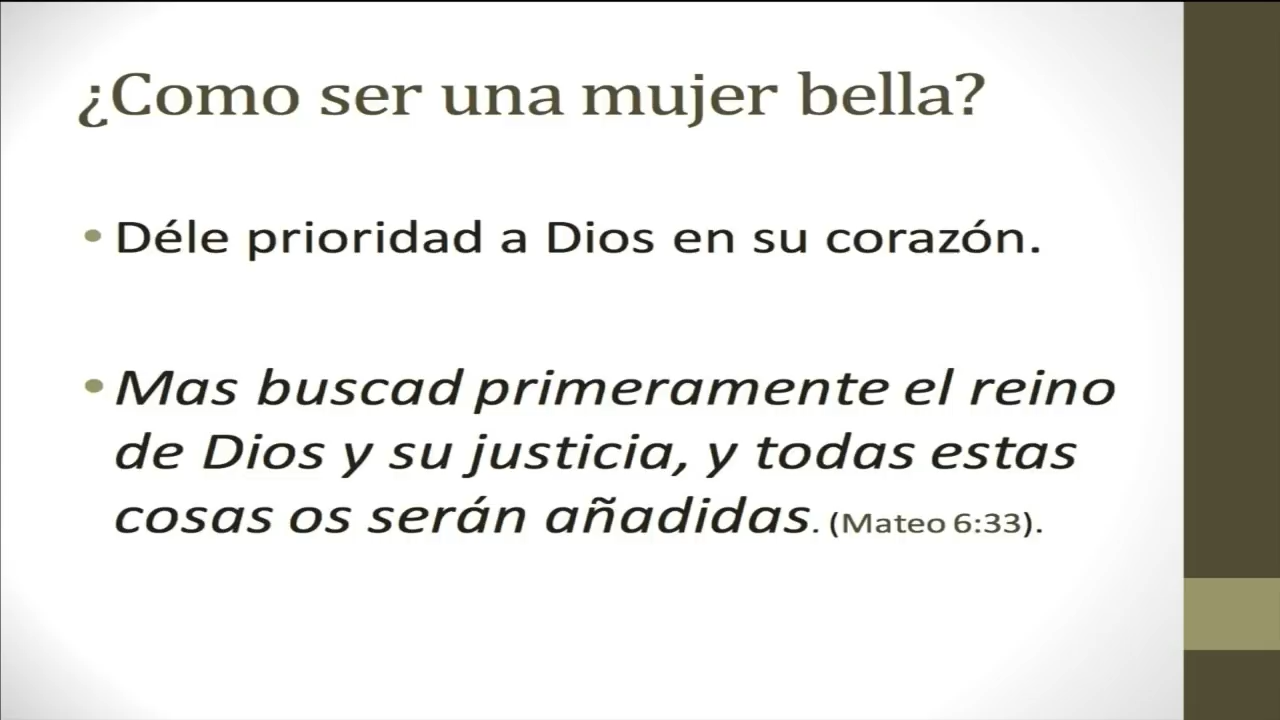 ¿Como ser una mujer bella?
• Déle prioridad a Dios en su corazón.
• Mas buscad primeramente el reino
de Dios y su justicia, y todas estas
cosas os serán añadidas. (Mateo 6:33).